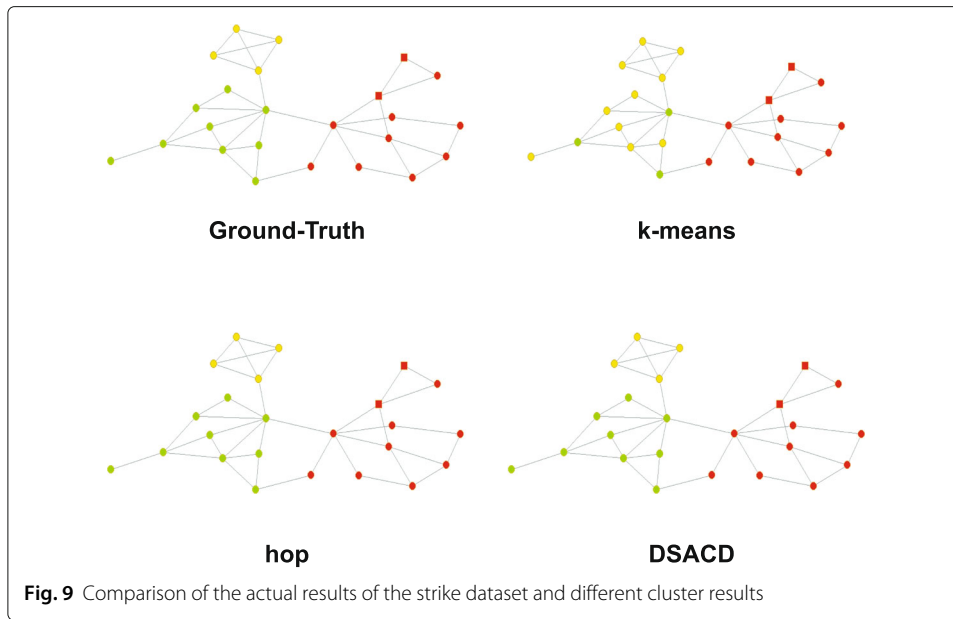 Ground-Truth
k-means
hop
DSACD
Fig. 9 Comparison of the actual results of the strike dataset and different cluster results